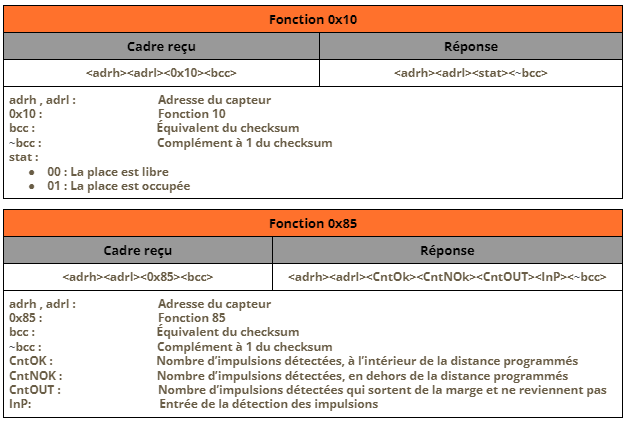 Fonction 0x10
Cadre reçu Réponse
<adrh><adrl><0x10><bcc> <adrh><adrl><stat><~bcc>
adrh , adrl : Adresse du capteur
0x10 : Fonction 10
bcc : Équivalent du checksum
~bcc : Complément à 1 du checksum
stat :
● 00 : La place est libre
● 01 : La place est occupée
Fonction 0x85
Cadre reçu Réponse
<adrh><adrl><0x85><bcc> <adrh><adrl><CntOk><CntNOk><CntOUT><InP><~bcc>
adrh , adrl : Adresse du capteur
0x85 : Fonction 85
bcc : Équivalent du checksum
~bcc : Complément à 1 du checksum
CntOK : Nombre d'impulsions détectées, à l'intérieur de la distance programmés
CntNOK : Nombre d'impulsions détectées, en dehors de la distance programmés
CntOUT : Nombre d'impulsions détectées qui sortent de la marge et ne reviennent pas
InP: Entrée de la détection des impulsions